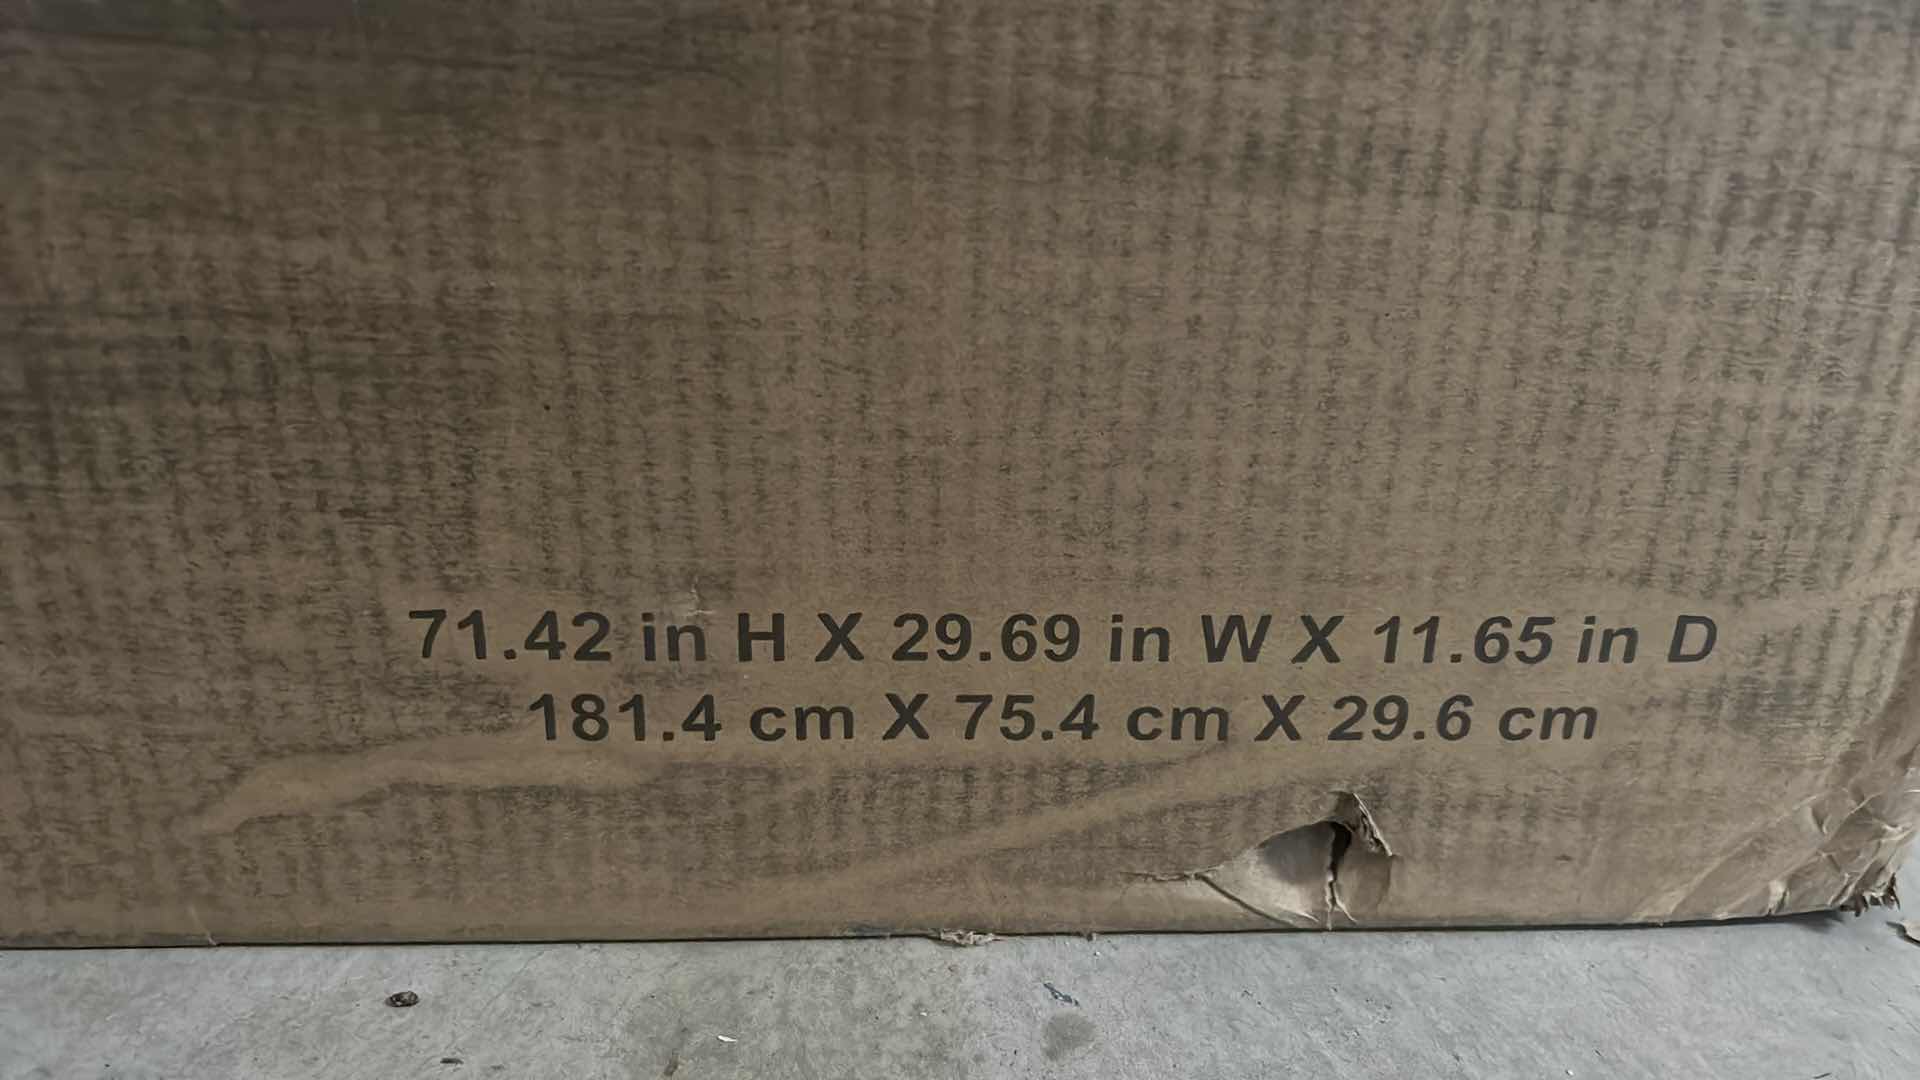 71.42 in H X 29.69 in W X 11.65 in D
181.4 cm X 75.4 cm X 29.6 cm